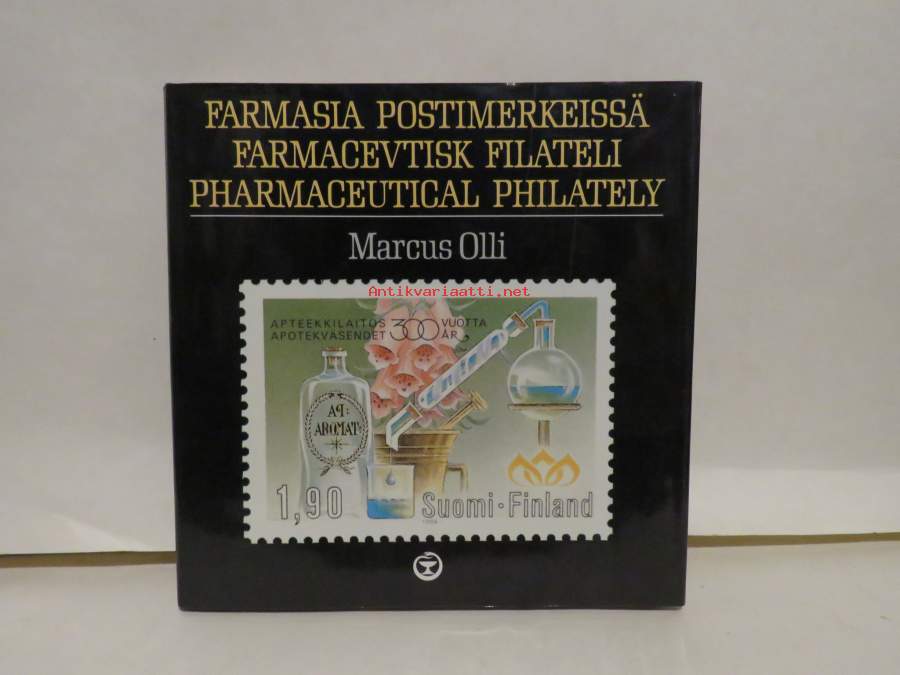 FARMASIA POSTIMERKEISSÄ
FARMACEVTISK FILATELI
PHARMACEUTICAL PHILATELY
Marcus Olli
Antikvariaatti.net
APTEEKKILAITOS 300 VUOTTA
APOTEKVÄSENDET ÅR
AQ:
AROMAT:
1,90 Suomi·Finland